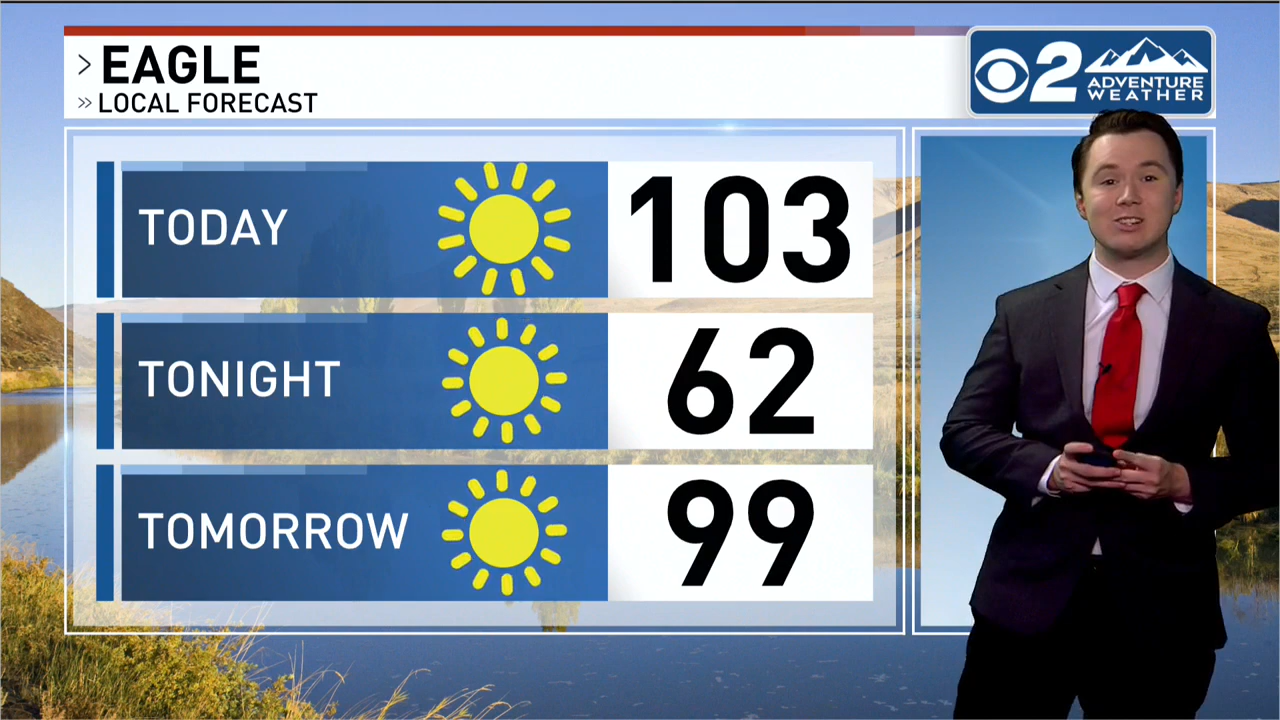 > EAGLE
» LOCAL FORECAST
2 ADVENTURE
WEATHER
TODAY 103
TONIGHT 62
TOMORROW 99